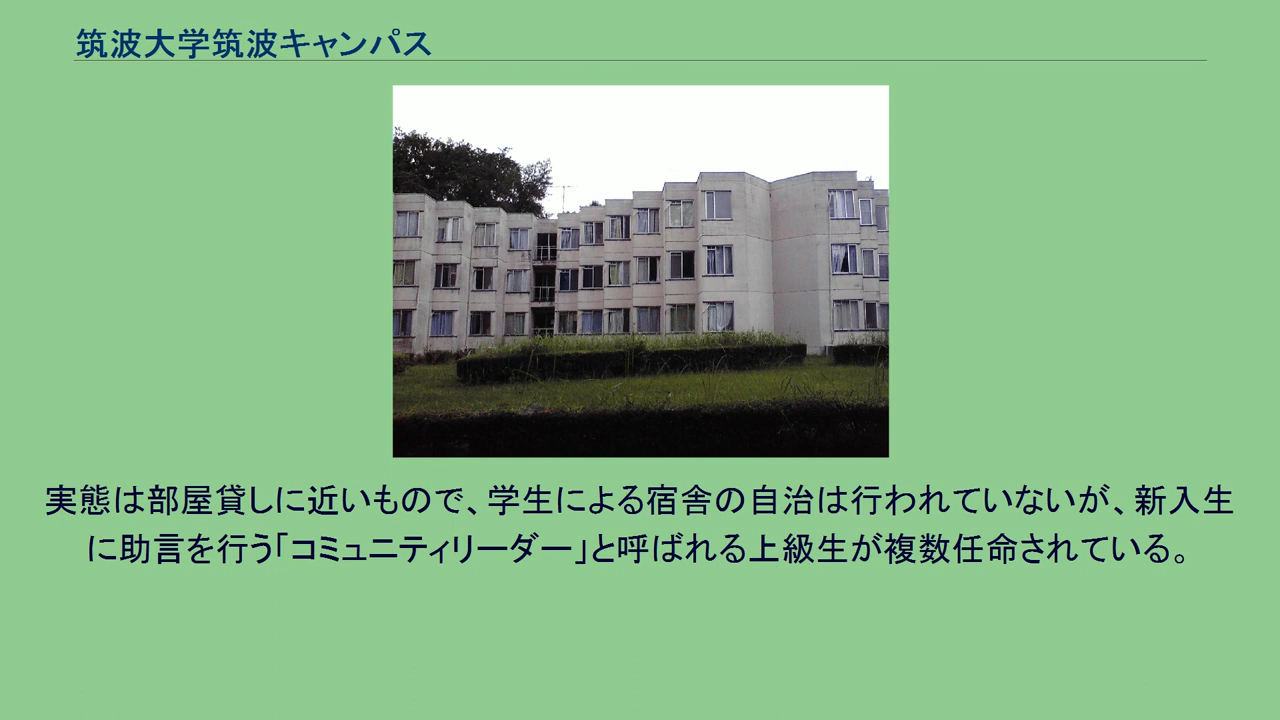 筑波大学筑波キャンパス
実態は部屋貸しに近いもので、学生による宿舎の自治は行われていないが、新入生
に助言を行う「コミュニティリーダー」と呼ばれる上級生が複数任命されている。